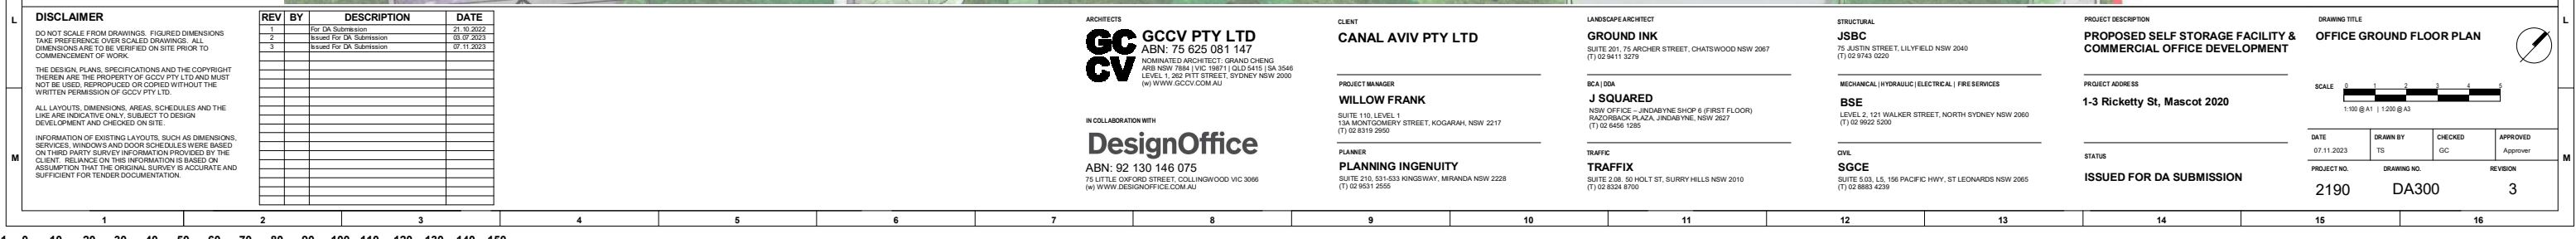 L
DISCLAIMER
DO NOT SCALE FROM DRAWINGS. FIGURED DIMENSIONS
TAKE PREFERENCE OVER SCALED DRAWINGS. ALL
DIMENSIONS ARE TO BE VERIFIED ON SITE PRIOR TO
COMMENCEMENT OF WORK.
THE DESIGN, PLANS, SPECIFICATIONS AND THE COPYRIGHT
THEREIN ARE THE PROPERTY OF GCCV PTY LTD AND MUST
NOT BE USED, REPROPUCED OR COPIED WITHOUT THE
WRITTEN PERMISSION OF GCCV PTY LTD.
ALL LAYOUTS, DIMENSIONS, AREAS, SCHEDULES AND THE
LIKE ARE INDICATIVE ONLY, SUBJECT TO DESIGN
DEVELOPMENT AND CHECKED ON SITE.
INFORMATION OF EXISTING LAYOUTS, SUCH AS DIMENSIONS,
SERVICES, WINDOWS AND DOOR SCHEDULES WERE BASED
ON THIRD PARTY SURVEY INFORMATION PROVIDED BY THE
CLIENT. RELIANCE ON THIS INFORMATION IS BASED ON
ASSUMPTION THAT THE ORIGINAL SURVEY IS ACCURATE AND
SUFFICIENT FOR TENDER DOCUMENTATION.
M
REV BY DESCRIPTION DATE
1 For DA Submission 21.10.2022
2 Issued For DA Submission 03.07.2023
3 Issued For DA Submission 07.11.2023
ARCHITECTS
GC
CV
GCCV PTY LTD
ABN: 75 625 081 147
NOMINATED ARCHITECT: GRAND CHENG
ARB NSW 7884 | VIC 19871 | QLD 5415 | SA 3546
LEVEL 1, 262 PITT STREET, SYDNEY NSW 2000
(w) WWW.GCCV.COM.AU
IN COLLABORATION WITH
DesignOffice
ABN: 92 130 146 075
75 LITTLE OXFORD STREET, COLLINGWOOD VIC 3066
(w) WWW.DESIGNOFFICE.COM.AU
CLIENT
CANAL AVIV PTY LTD
PROJECT MANAGER
WILLOW FRANK
SUITE 110, LEVEL 1
13A MONTGOMERY STREET, KOGARAH, NSW 2217
(T) 02 8319 2950
PLANNER
PLANNING INGENUITY
SUITE 210, 531-533 KINGSWAY, MIRANDA NSW 2228
(T) 02 9531 2555
LANDSCAPE ARCHITECT
GROUND INK
SUITE 201, 75 ARCHER STREET, CHATSWOOD NSW 2067
(T) 02 9411 3279
BCA | DDA
J SQUARED
NSW OFFICE – JINDABYNE SHOP 6 (FIRST FLOOR)
RAZORBACK PLAZA, JINDABYNE, NSW 2627
(T) 02 6456 1285
TRAFFIC
TRAFFIX
SUITE 2.08. 50 HOLT ST, SURRY HILLS NSW 2010
(T) 02 8324 8700
STRUCTURAL
JSBC
75 JUSTIN STREET, LILYFIELD NSW 2040
(T) 02 9743 0220
MECHANICAL | HYDRAULIC | ELECTRICAL | FIRE SERVICES
BSE
LEVEL 2, 121 WALKER STREET, NORTH SYDNEY NSW 2060
(T) 02 9922 5200
CIVIL
SGCE
SUITE 5.03, L5, 156 PACIFIC HWY, ST LEONARDS NSW 2065
(T) 02 8883 4239
PROJECT DESCRIPTION
PROPOSED SELF STORAGE FACILITY &
COMMERCIAL OFFICE DEVELOPMENT
PROJECT ADDRESS
1-3 Ricketty St, Mascot 2020
STATUS
ISSUED FOR DA SUBMISSION
DRAWING TITLE
OFFICE GROUND FLOOR PLAN
SCALE 0 1 2 3 4 5
1:100 @ A1 | 1:200 @ A3
DATE DRAWN BY CHECKED APPROVED
07.11.2023 TS GC Approver
PROJECT NO. DRAWING NO. REVISION
2190 DA300 3
L
M
1 2 3 4 5 6 7 8 9 10 11 12 13 14 15 16
0 10 20 30 40 50 60 70 80 90 100 110 120 130 140 150